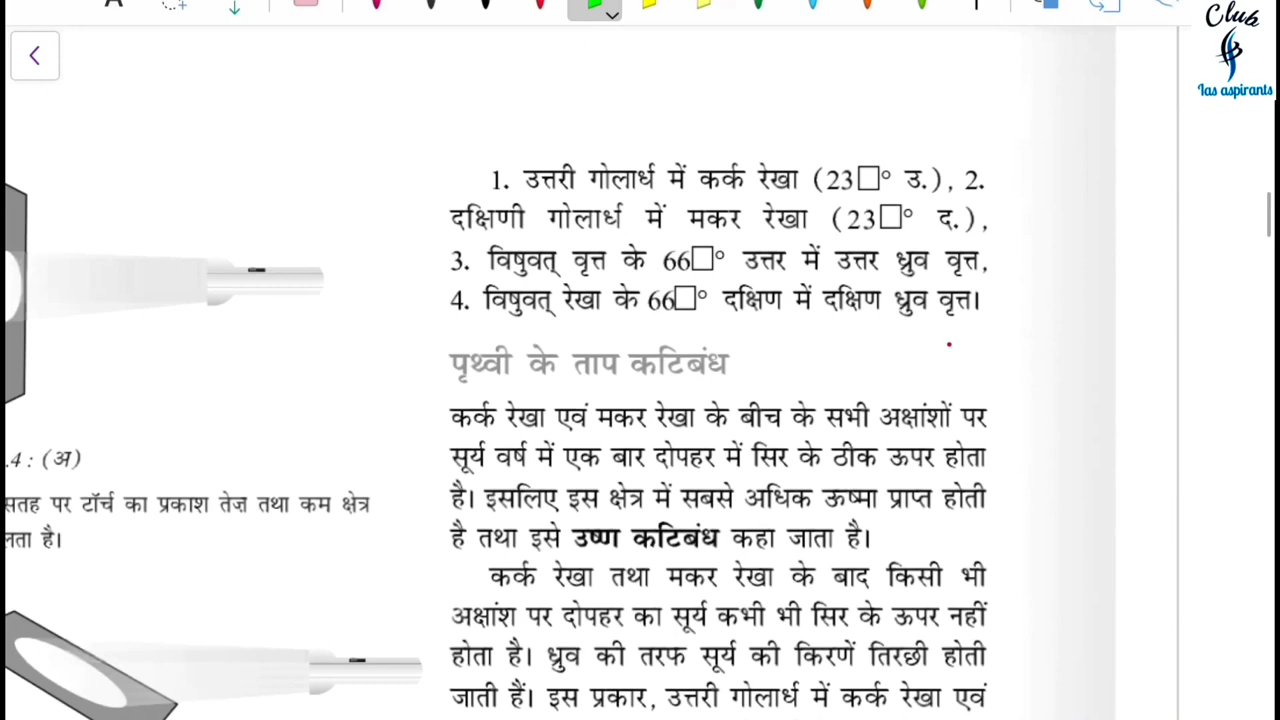 Club
Ias aspirants
1. उत्तरी गोलार्ध में कर्क रेखा (23□° उ.), 2.
दक्षिणी गोलार्ध में मकर रेखा (23□° द.),
3. विषुवत् वृत्त के 66□° उत्तर में उत्तर ध्रुव वृत्त,
4. विषुवत् रेखा के 66□° दक्षिण में दक्षिण ध्रुव वृत्त।
पृथ्वी के ताप कटिबंध
कर्क रेखा एवं मकर रेखा के बीच के सभी अक्षांशों पर
सूर्य वर्ष में एक बार दोपहर में सिर के ठीक ऊपर होता
है। इसलिए इस क्षेत्र में सबसे अधिक ऊष्मा प्राप्त होती
है तथा इसे उष्ण कटिबंध कहा जाता है।
कर्क रेखा तथा मकर रेखा के बाद किसी भी
अक्षांश पर दोपहर का सूर्य कभी भी सिर के ऊपर नहीं
होता है। ध्रुव की तरफ सूर्य की किरणें तिरछी होती
जाती हैं। इस प्रकार, उत्तरी गोलार्ध में कर्क रेखा एवं
.4 : (अ)
सतह पर टॉर्च का प्रकाश तेज़ तथा कम क्षेत्र
लता है।